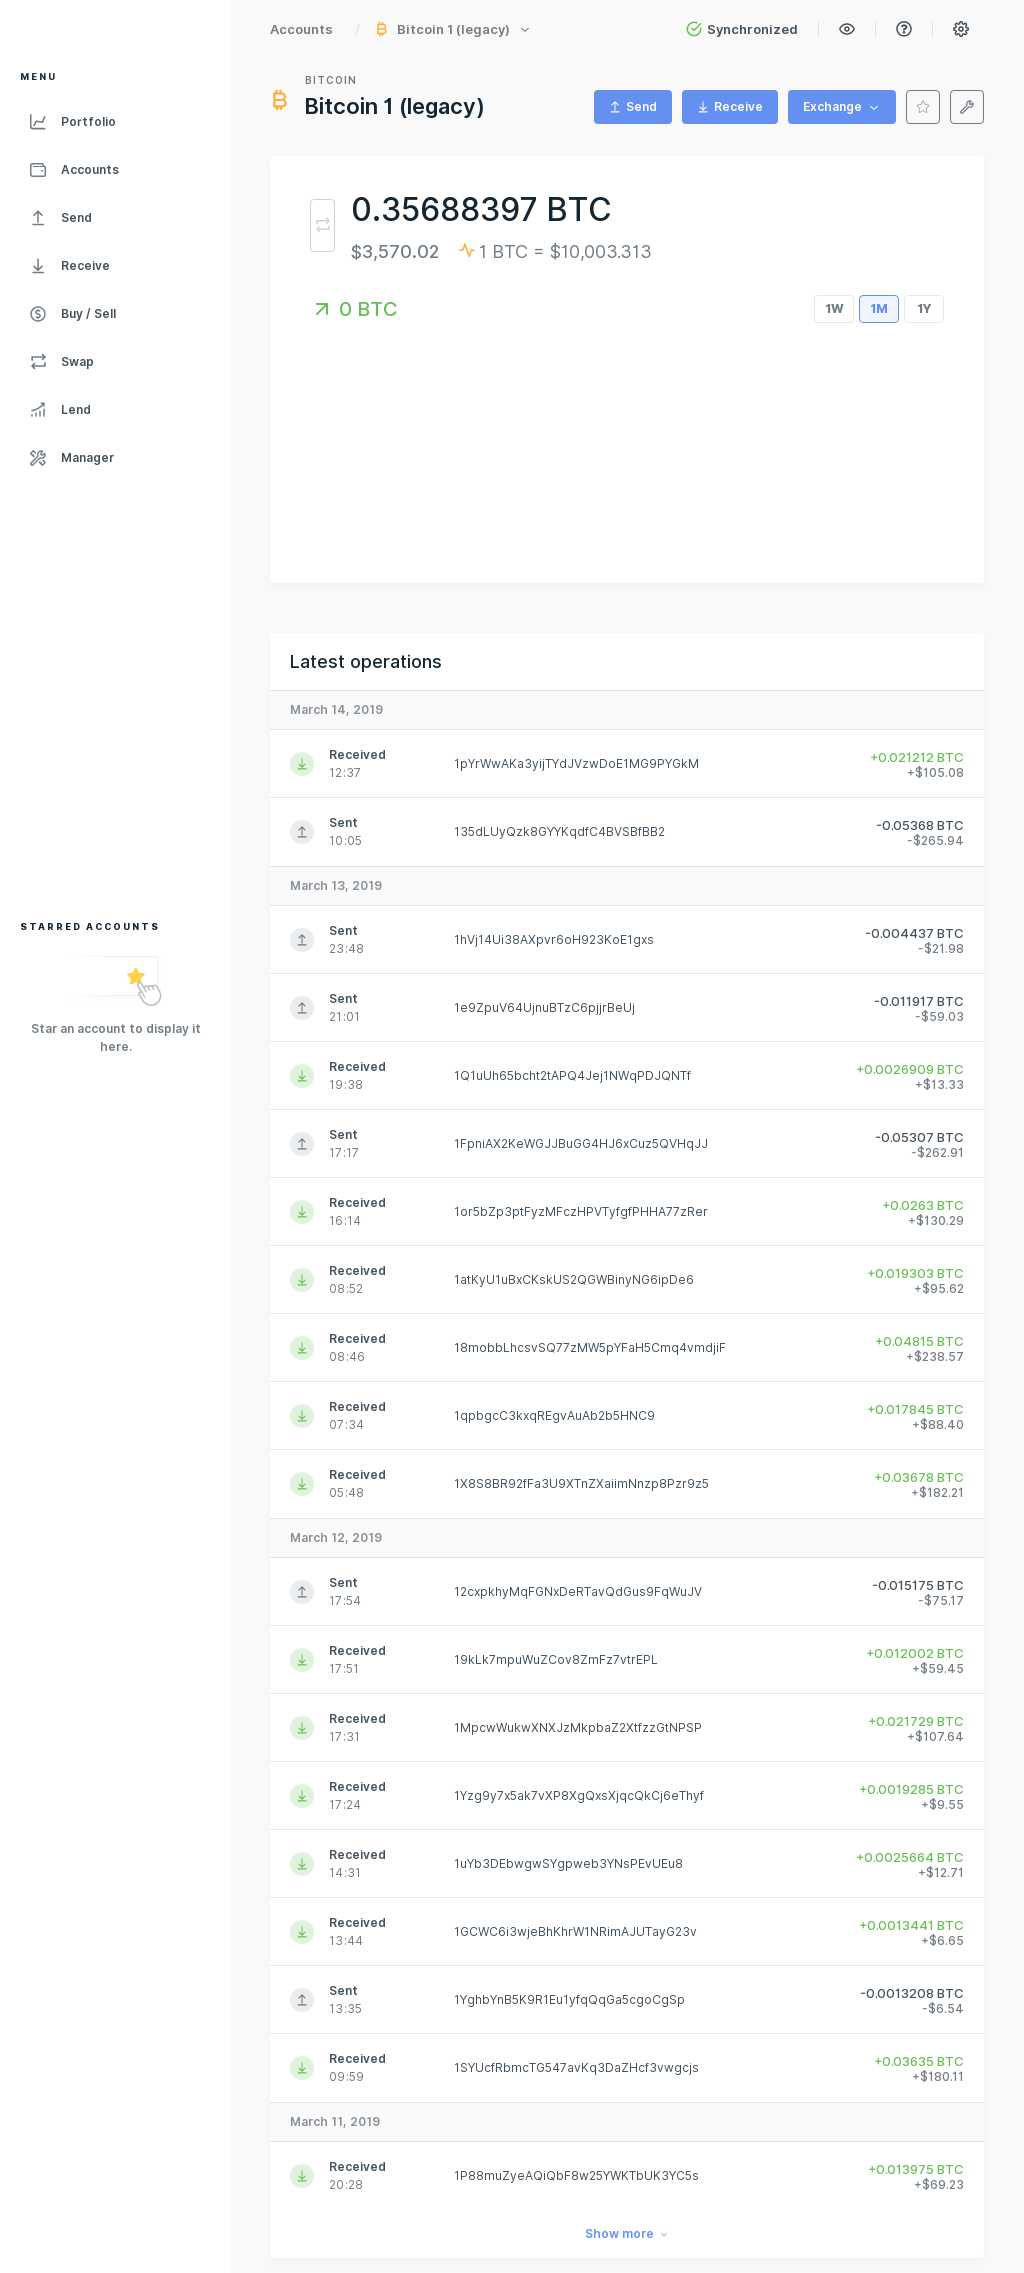 Accounts / Bitcoin 1 (legacy) Synchronized
MENU
Portfolio
Accounts
Send
Receive
Buy / Sell
Swap
Lend
Manager
STARRED ACCOUNTS
Star an account to display it
here.
BITCOIN
Bitcoin 1 (legacy)
Send Receive Exchange
0.35688397 BTC
$3,570.02 1 BTC = $10,003.313
0 BTC
1W 1M 1Y
Latest operations
March 14, 2019
Received 1pYrWwAKa3yijTYdJVzwDoE1MG9PYGkM +0.021212 BTC
12:37 +$105.08
Sent 135dLUyQzk8GYYKqdfC4BVSBfBB2 -0.05368 BTC
10:05 -$265.94
March 13, 2019
Sent 1hVj14Ui38AXpvr6oH923KoE1gxs -0.004437 BTC
23:48 -$21.98
Sent 1e9ZpuV64UjnuBTzC6pjjrBeUj -0.011917 BTC
21:01 -$59.03
Received 1Q1uUh65bcht2tAPQ4Jej1NWqPDJQNTf +0.0026909 BTC
19:38 +$13.33
Sent 1FpniAX2KeWGJJBuGG4HJ6xCuz5QVHqJJ -0.05307 BTC
17:17 -$262.91
Received 1or5bZp3ptFyzMFczHPVTyfgfPHHA77zRer +0.0263 BTC
16:14 +$130.29
Received 1atKyU1uBxCKskUS2QGWBinyNG6ipDe6 +0.019303 BTC
08:52 +$95.62
Received 18mobbLhcsvSQ77zMW5pYFaH5Cmq4vmdjiF +0.04815 BTC
08:46 +$238.57
Received 1qpbgcC3kxqREgvAuAb2b5HNC9 +0.017845 BTC
07:34 +$88.40
Received 1X8S8BR92fFa3U9XTnZXaiimNnzp8Pzr9z5 +0.03678 BTC
05:48 +$182.21
March 12, 2019
Sent 12cxpkhyMqFGNxDeRTavQdGus9FqWuJV -0.015175 BTC
17:54 -$75.17
Received 19kLk7mpuWuZCov8ZmFz7vtrEPL +0.012002 BTC
17:51 +$59.45
Received 1MpcwWukwXNXJzMkpbaZ2XtfzzGtNPSP +0.021729 BTC
17:31 +$107.64
Received 1Yzg9y7x5ak7vXP8XgQxsXjqcQkCj6eThyf +0.0019285 BTC
17:24 +$9.55
Received 1uYb3DEbwgwSYgpweb3YNsPEvUEu8 +0.0025664 BTC
14:31 +$12.71
Received 1GCWC6i3wjeBhKhrW1NRimAJUTayG23v +0.0013441 BTC
13:44 +$6.65
Sent 1YghbYnB5K9R1Eu1yfqQqGa5cgoCgSp -0.0013208 BTC
13:35 -$6.54
Received 1SYUcfRbmcTG547avKq3DaZHcf3vwgcjs +0.03635 BTC
09:59 +$180.11
March 11, 2019
Received 1P88muZyeAQiQbF8w25YWKTbUK3YC5s +0.013975 BTC
20:28 +$69.23
Show more